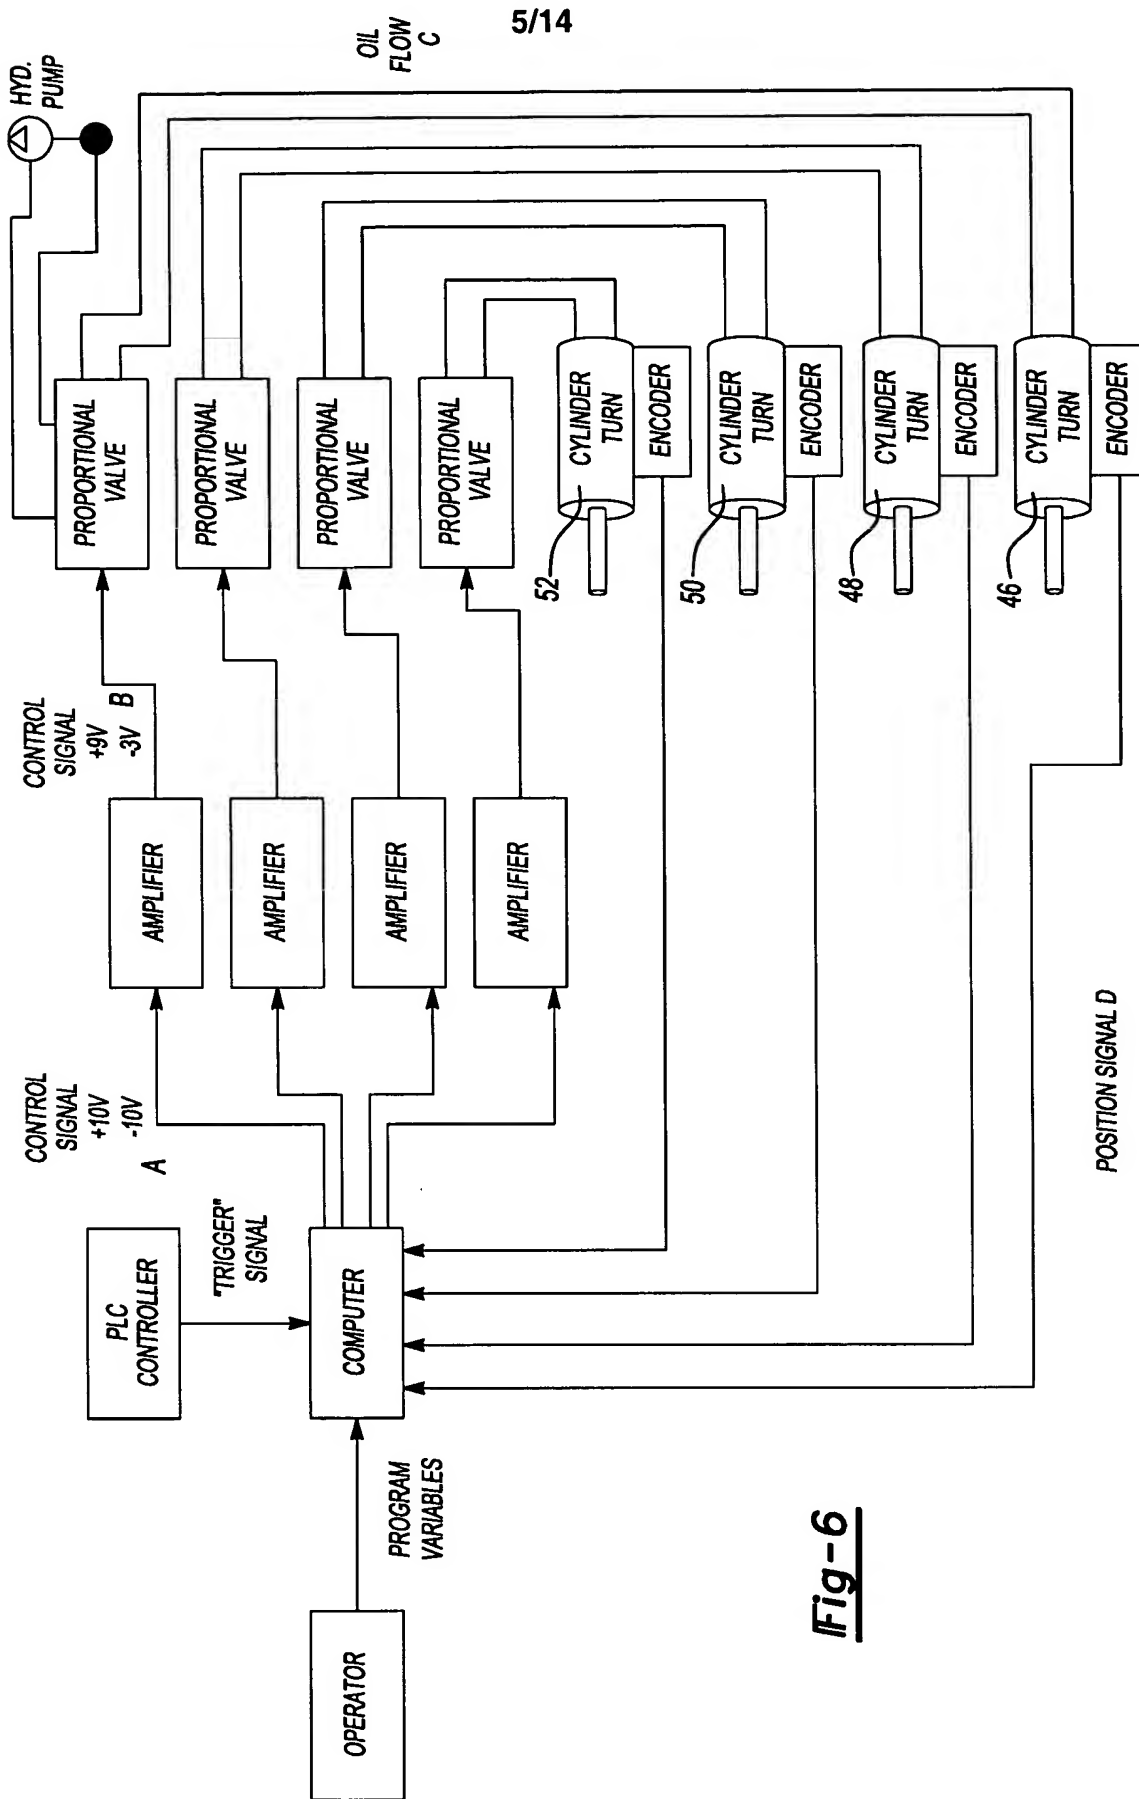 5/14
HYD.
PUMP
OIL
FLOW
C
CONTROL
SIGNAL
+10V
-10V
A
CONTROL
SIGNAL
+9V
-3V B
PLC
CONTROLLER
"TRIGGER"
SIGNAL
OPERATOR
PROGRAM
VARIABLES
COMPUTER
AMPLIFIER
AMPLIFIER
AMPLIFIER
AMPLIFIER
PROPORTIONAL
VALVE
PROPORTIONAL
VALVE
PROPORTIONAL
VALVE
PROPORTIONAL
VALVE
52
CYLINDER
TURN
ENCODER
50
CYLINDER
TURN
ENCODER
48
CYLINDER
TURN
ENCODER
46
CYLINDER
TURN
ENCODER
POSITION SIGNAL D
Fig-6